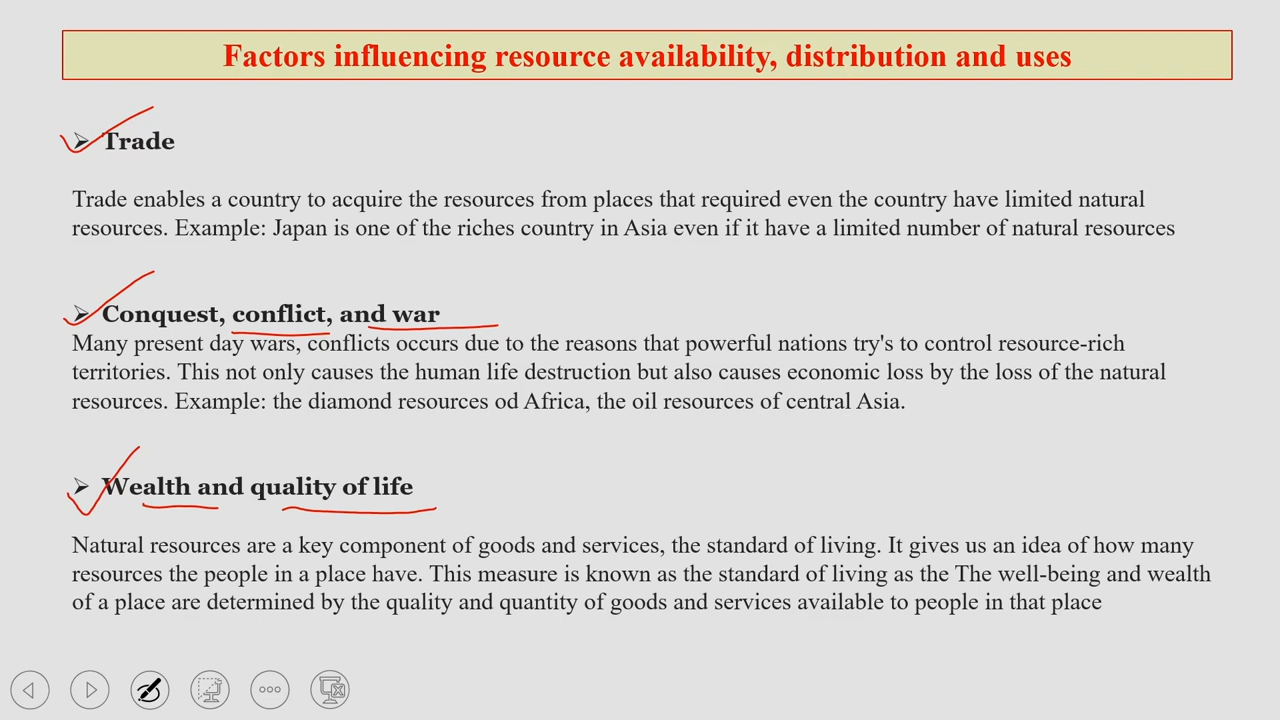 Factors influencing resource availability, distribution and uses
➢ Trade
Trade enables a country to acquire the resources from places that required even the country have limited natural
resources. Example: Japan is one of the riches country in Asia even if it have a limited number of natural resources
➢ Conquest, conflict, and war
Many present day wars, conflicts occurs due to the reasons that powerful nations try's to control resource-rich
territories. This not only causes the human life destruction but also causes economic loss by the loss of the natural
resources. Example: the diamond resources od Africa, the oil resources of central Asia.
➢ Wealth and quality of life
Natural resources are a key component of goods and services, the standard of living. It gives us an idea of how many
resources the people in a place have. This measure is known as the standard of living as the The well-being and wealth
of a place are determined by the quality and quantity of goods and services available to people in that place